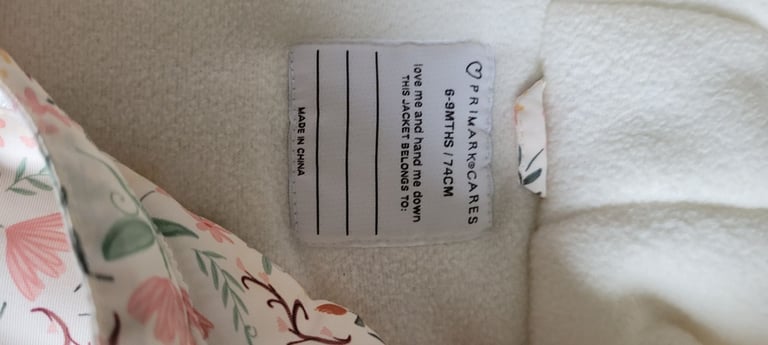 PRIMARK®CARES
6-9MTHS / 74CM
love me and hand me down
THIS JACKET BELONGS TO:
MADE IN CHINA